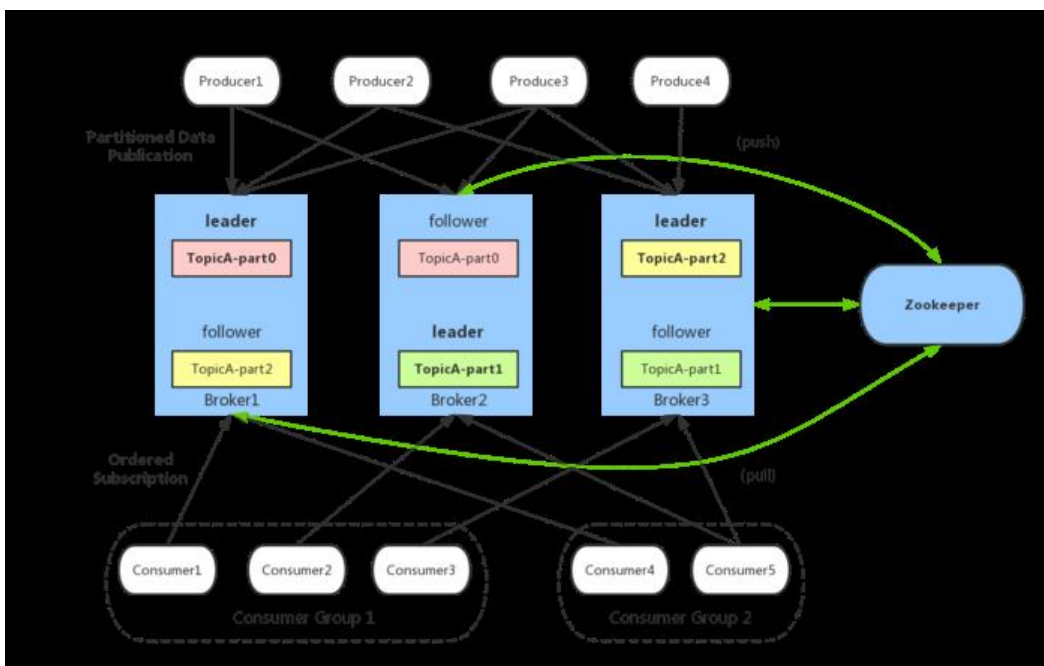 Producer1
Producer2
Produce3
Produce4
Partitioned Data
Publication
(push)
leader
follower
leader
TopicA-part0
TopicA-part0
TopicA-part2
Zookeeper
follower
leader
follower
TopicA-part2
TopicA-part1
TopicA-part1
Broker1
Broker2
Broker3
Ordered
Subscription
(pull)
Consumer1
Consumer2
Consumer3
Consumer4
Consumer5
Consumer Group 1
Consumer Group 2